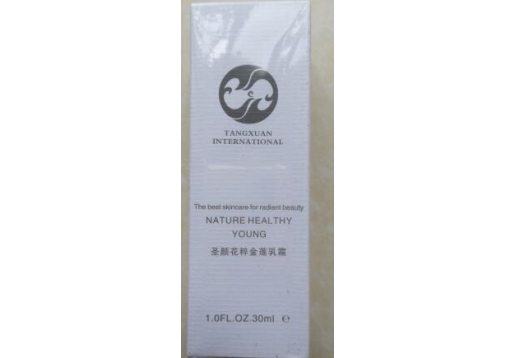 TANGXUAN
INTERNATIONAL
The best skincare for radiant beauty
NATURE HEALTHY
YOUNG
圣颜花粹金莲乳霜
1.0FL.OZ.30ml ℮